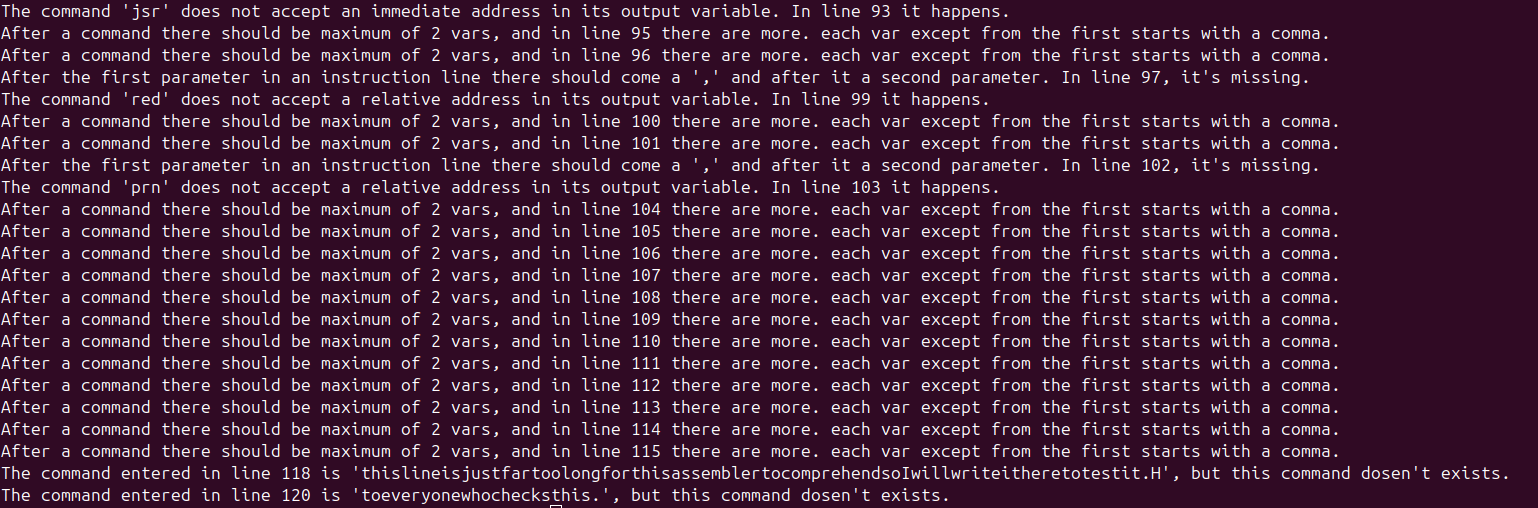 The command 'jsr' does not accept an immediate address in its output variable. In line 93 it happens.
After a command there should be maximum of 2 vars, and in line 95 there are more. each var except from the first starts with a comma.
After a command there should be maximum of 2 vars, and in line 96 there are more. each var except from the first starts with a comma.
After the first parameter in an instruction line there should come a ',' and after it a second parameter. In line 97, it's missing.
The command 'red' does not accept a relative address in its output variable. In line 99 it happens.
After a command there should be maximum of 2 vars, and in line 100 there are more. each var except from the first starts with a comma.
After a command there should be maximum of 2 vars, and in line 101 there are more. each var except from the first starts with a comma.
After the first parameter in an instruction line there should come a ',' and after it a second parameter. In line 102, it's missing.
The command 'prn' does not accept a relative address in its output variable. In line 103 it happens.
After a command there should be maximum of 2 vars, and in line 104 there are more. each var except from the first starts with a comma.
After a command there should be maximum of 2 vars, and in line 105 there are more. each var except from the first starts with a comma.
After a command there should be maximum of 2 vars, and in line 106 there are more. each var except from the first starts with a comma.
After a command there should be maximum of 2 vars, and in line 107 there are more. each var except from the first starts with a comma.
After a command there should be maximum of 2 vars, and in line 108 there are more. each var except from the first starts with a comma.
After a command there should be maximum of 2 vars, and in line 109 there are more. each var except from the first starts with a comma.
After a command there should be maximum of 2 vars, and in line 110 there are more. each var except from the first starts with a comma.
After a command there should be maximum of 2 vars, and in line 111 there are more. each var except from the first starts with a comma.
After a command there should be maximum of 2 vars, and in line 112 there are more. each var except from the first starts with a comma.
After a command there should be maximum of 2 vars, and in line 113 there are more. each var except from the first starts with a comma.
After a command there should be maximum of 2 vars, and in line 114 there are more. each var except from the first starts with a comma.
After a command there should be maximum of 2 vars, and in line 115 there are more. each var except from the first starts with a comma.
The command entered in line 118 is 'thislineisjustfartoolongforthisassemblertocomprehendsoIwillwriteitheretotestit.H', but this command dosen't exists.
The command entered in line 120 is 'toeveryonewhochecksthis.', but this command dosen't exists.